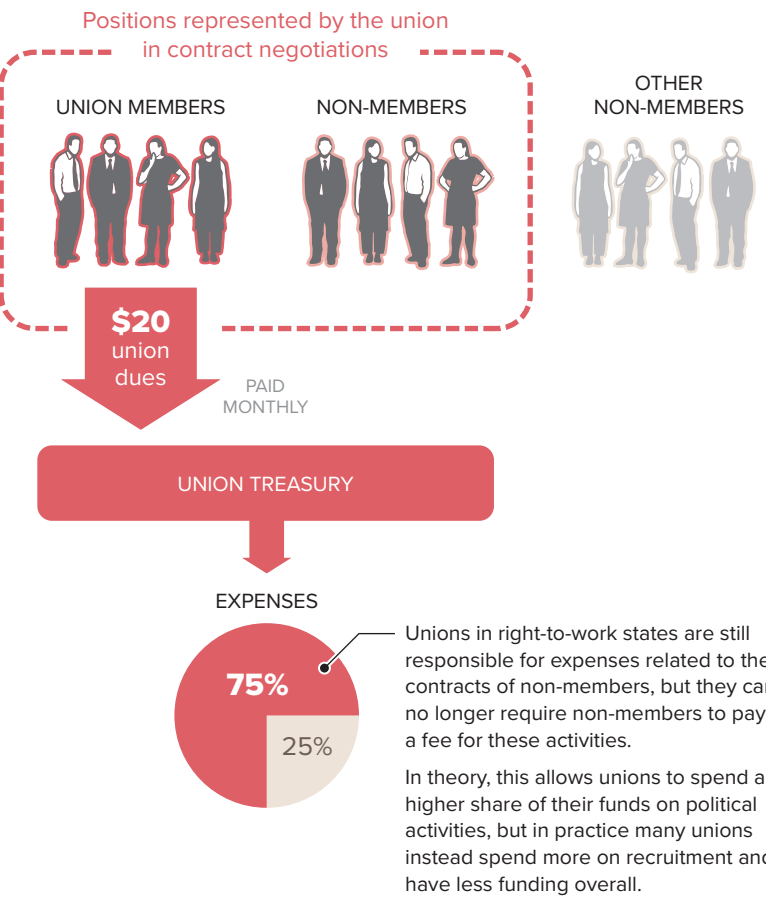 Positions represented by the union
in contract negotiations
UNION MEMBERS
NON-MEMBERS
OTHER
NON-MEMBERS
$20
union
dues
PAID
MONTHLY
UNION TREASURY
EXPENSES
75%
25%
Unions in right-to-work states are still
responsible for expenses related to the
contracts of non-members, but they can
no longer require non-members to pay
a fee for these activities.
In theory, this allows unions to spend a
higher share of their funds on political
activities, but in practice many unions
instead spend more on recruitment and
have less funding overall.